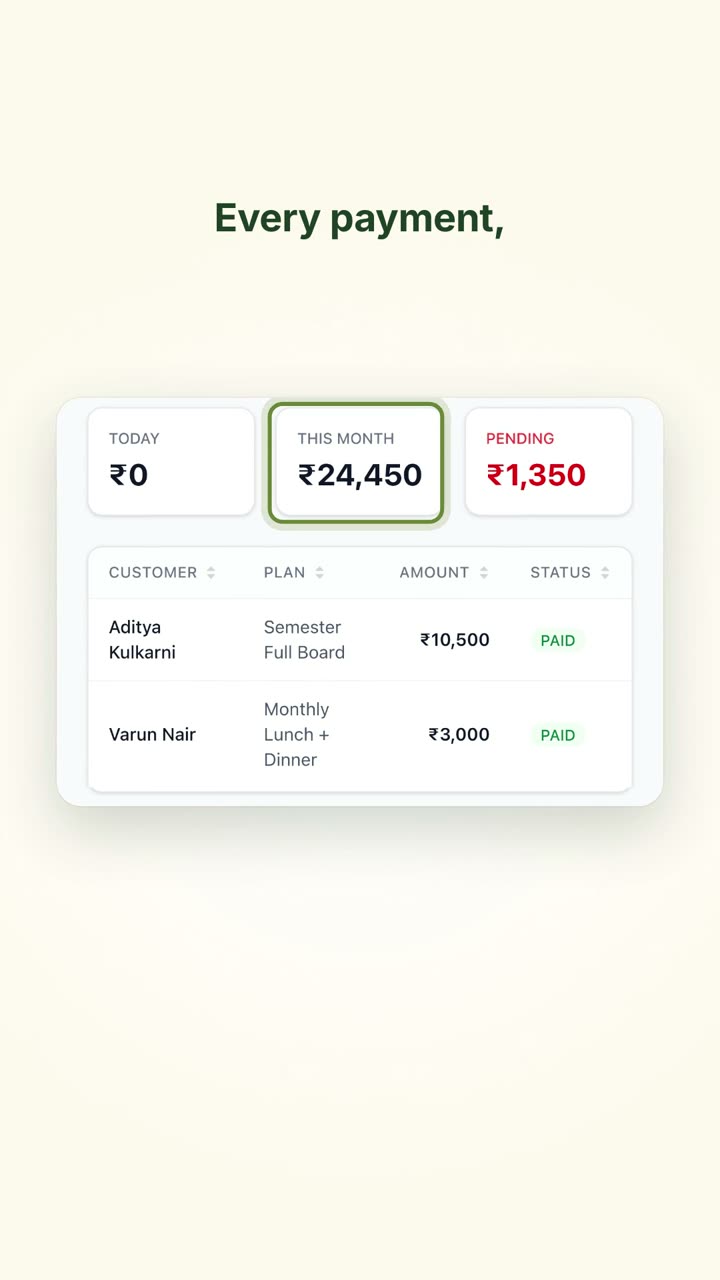 Every payment,
TODAY
₹0
THIS MONTH
₹24,450
PENDING
₹1,350
CUSTOMER PLAN AMOUNT STATUS
Aditya
Kulkarni
Semester
Full Board
₹10,500
PAID
Varun Nair
Monthly
Lunch +
Dinner
₹3,000
PAID